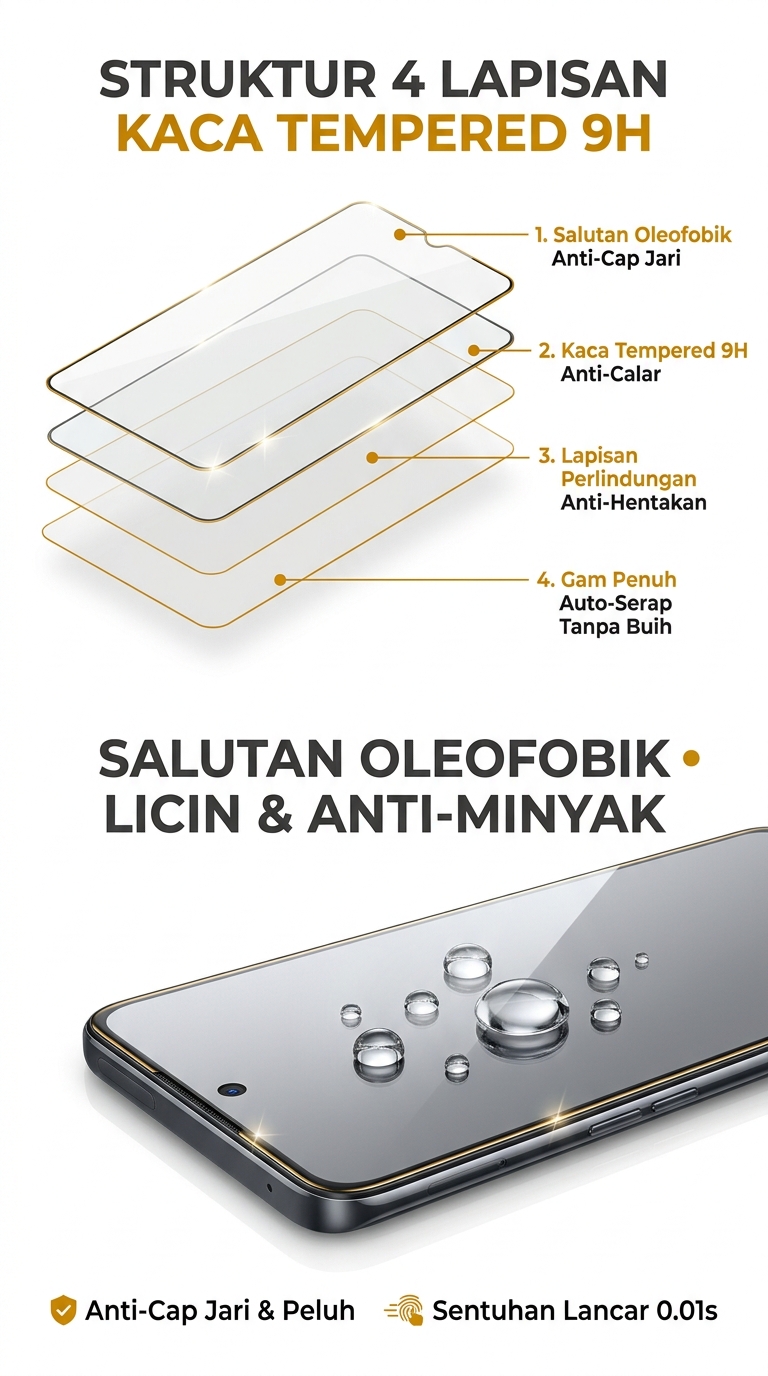 STRUKTUR 4 LAPISAN
KACA TEMPERED 9H
1. Salutan Oleofobik
Anti-Cap Jari
2. Kaca Tempered 9H
Anti-Calar
3. Lapisan
Perlindungan
Anti-Hentakan
4. Gam Penuh
Auto-Serap
Tanpa Buih
SALUTAN OLEOFOBIK •
LICIN & ANTI-MINYAK
Anti-Cap Jari & Peluh
Sentuhan Lancar 0.01s